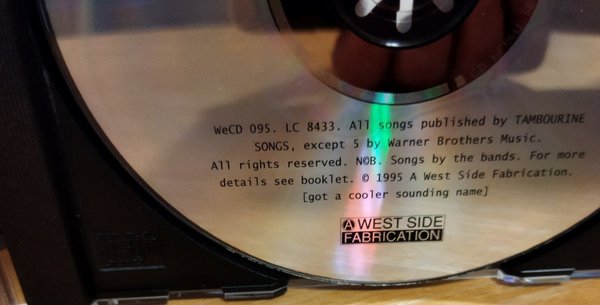 WeCD 095. LC 8433. All songs published by TAMBOURINE
SONGS, except 5 by Warner Brothers Music.
All rights reserved. N©B. Songs by the bands. For more
details see booklet. © 1995 A West Side Fabrication.
[got a cooler sounding name]
A WEST SIDE
FABRICATION